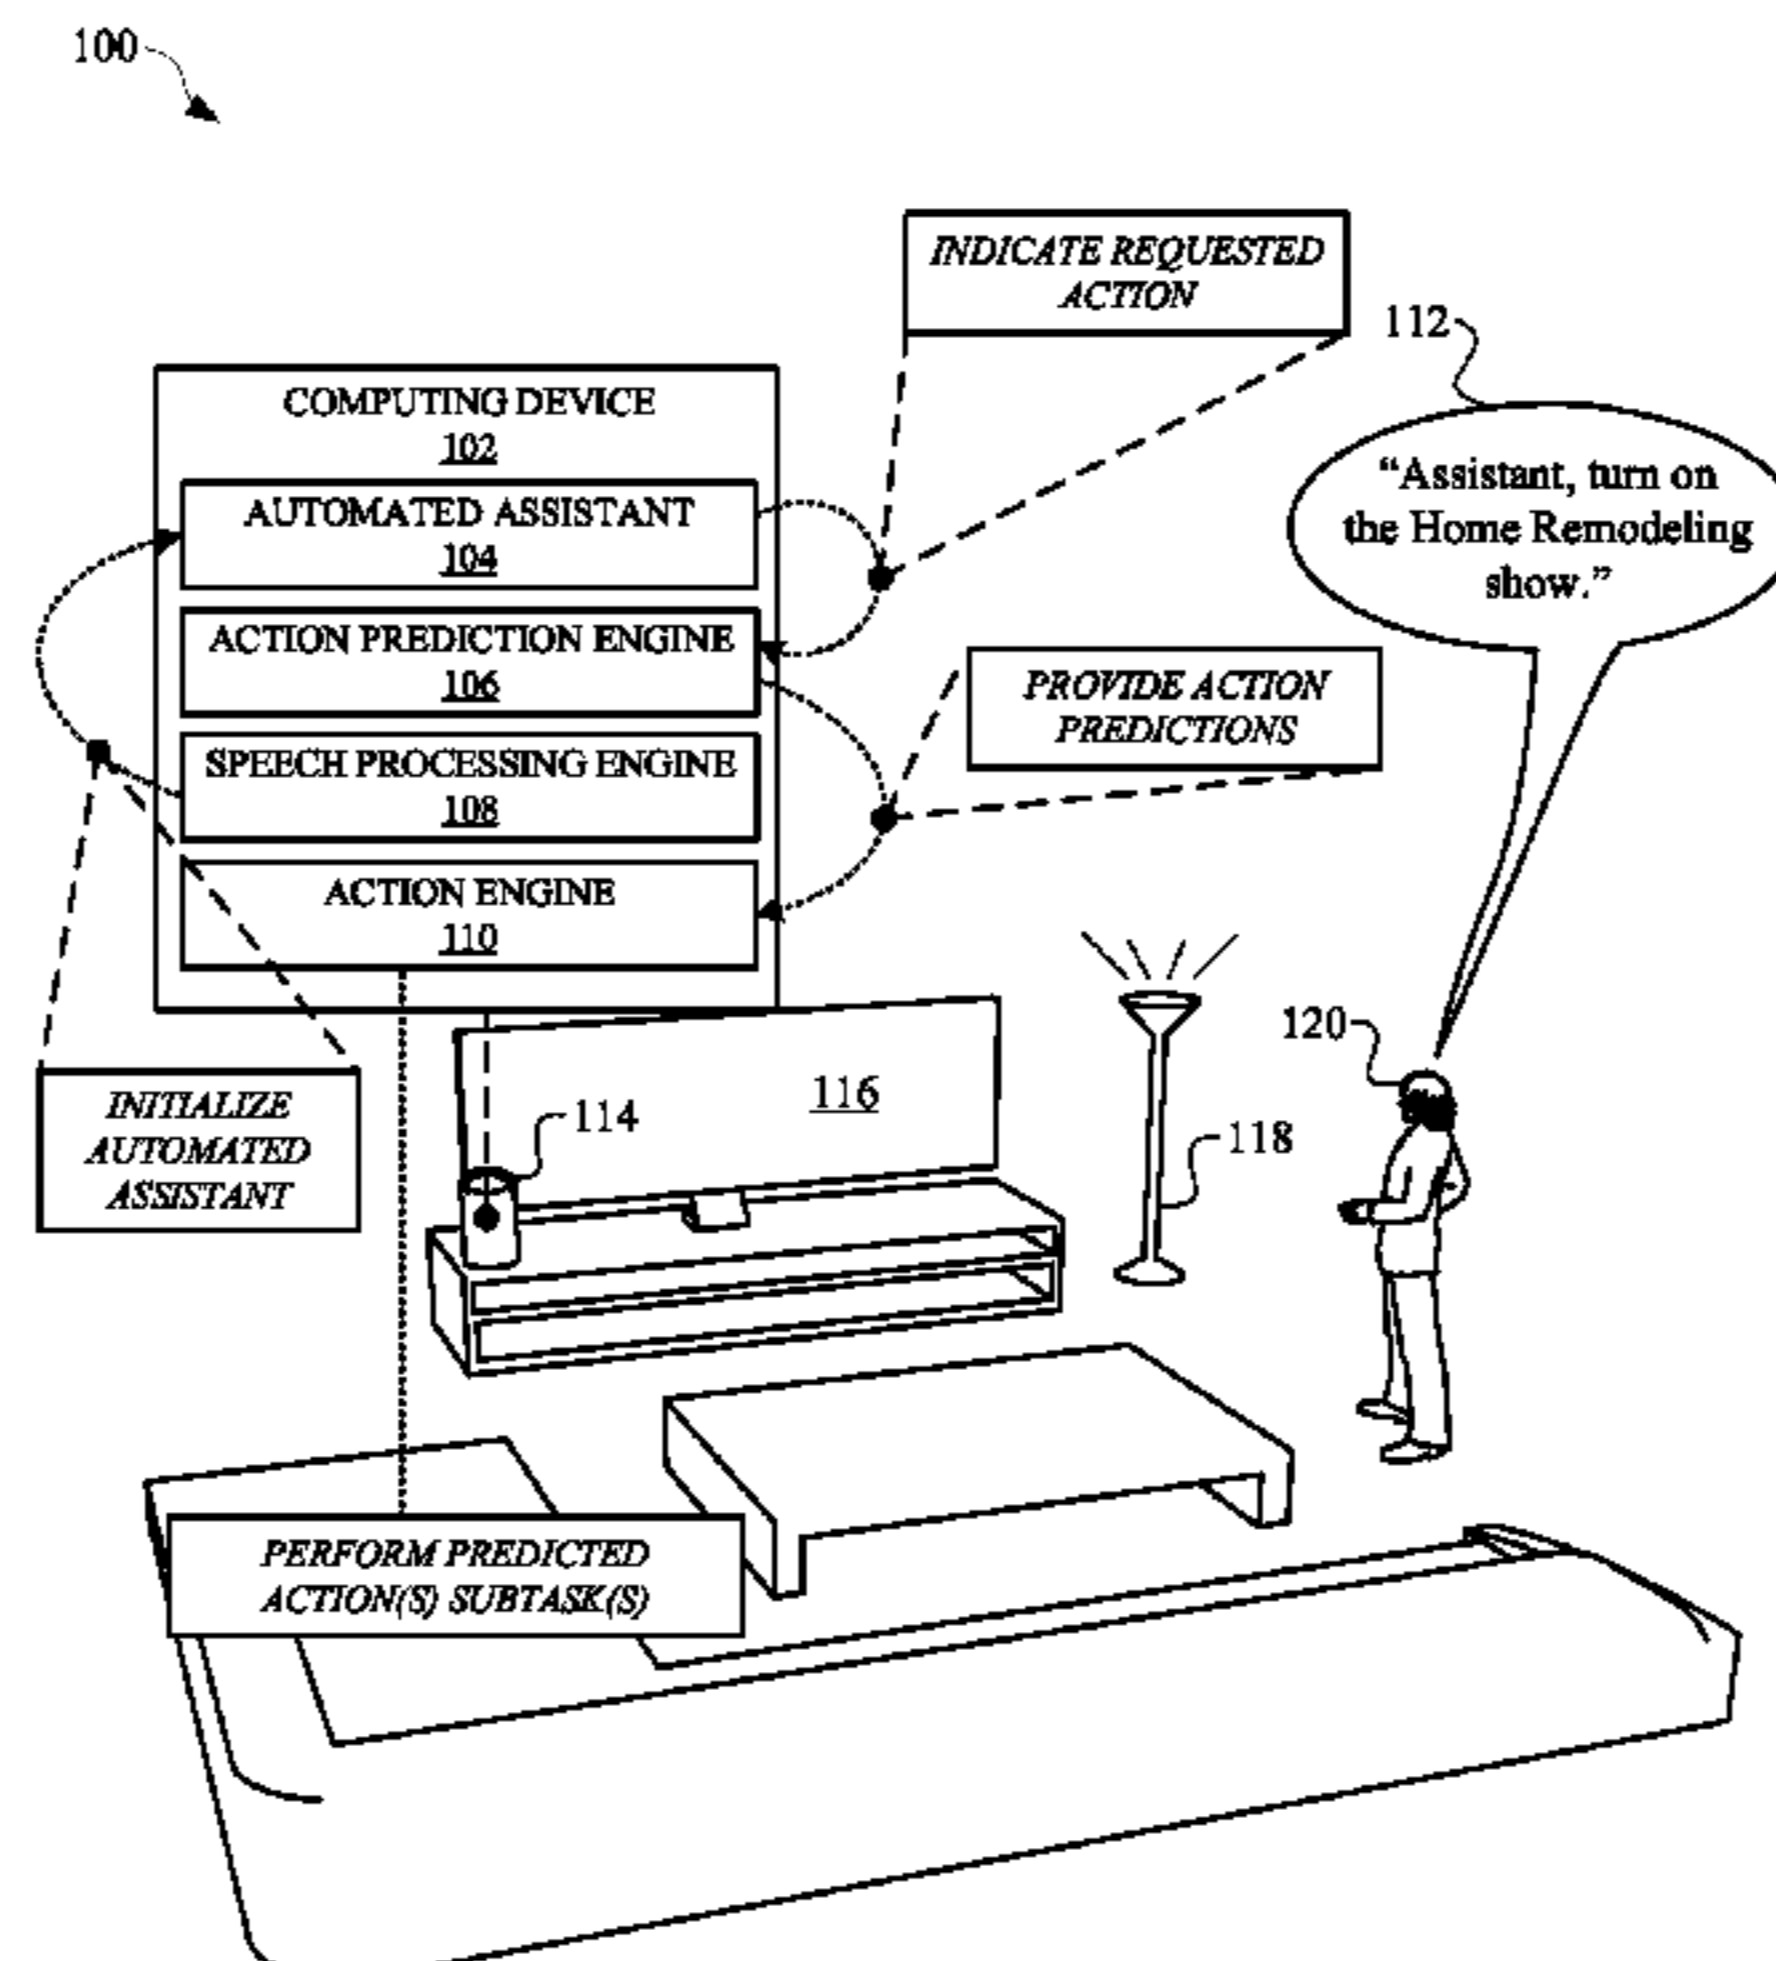 100
INDICATE REQUESTED
ACTION
112
COMPUTING DEVICE
102
“Assistant, turn on
the Home Remodeling
show.”
AUTOMATED ASSISTANT
104
ACTION PREDICTION ENGINE
106
PROVIDE ACTION
PREDICTIONS
SPEECH PROCESSING ENGINE
108
ACTION ENGINE
110
120
INITIALIZE
AUTOMATED
ASSISTANT
116
114
118
PERFORM PREDICTED
ACTION(S) SUBTASK(S)